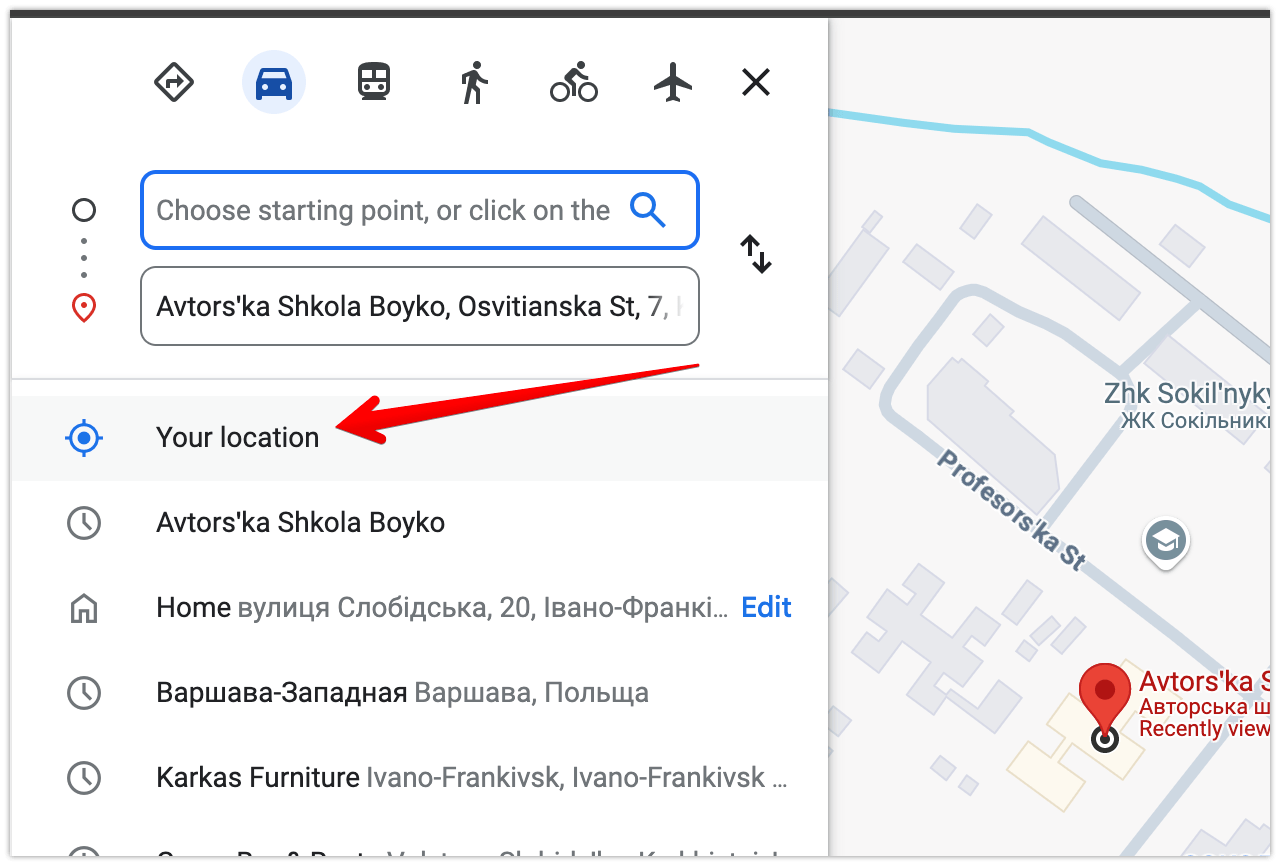 Choose starting point, or click on the
Avtors'ka Shkola Boyko, Osvitianska St, 7,
Your location
Avtors'ka Shkola Boyko
Home вулиця Слобідська, 20, Івано-Франкі... Edit
Варшава-Западная Варшава, Польща
Karkas Furniture Ivano-Frankivsk, Ivano-Frankivsk ...
Zhk Sokil'nyky
ЖК Сокільники
Profesors'ka St
Avtors'ka S
Авторська ш
Recently view